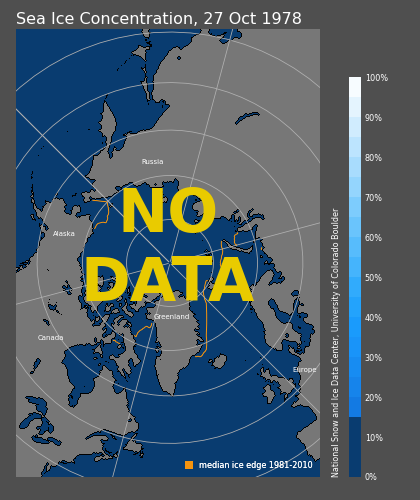 Sea Ice Concentration, 27 Oct 1978
100%
90%
80%
70%
60%
50%
40%
30%
20%
10%
0%
National Snow and Ice Data Center, University of Colorado Boulder
Russia
NO
Alaska
DATA
Greenland
Canada
Europe
median ice edge 1981-2010